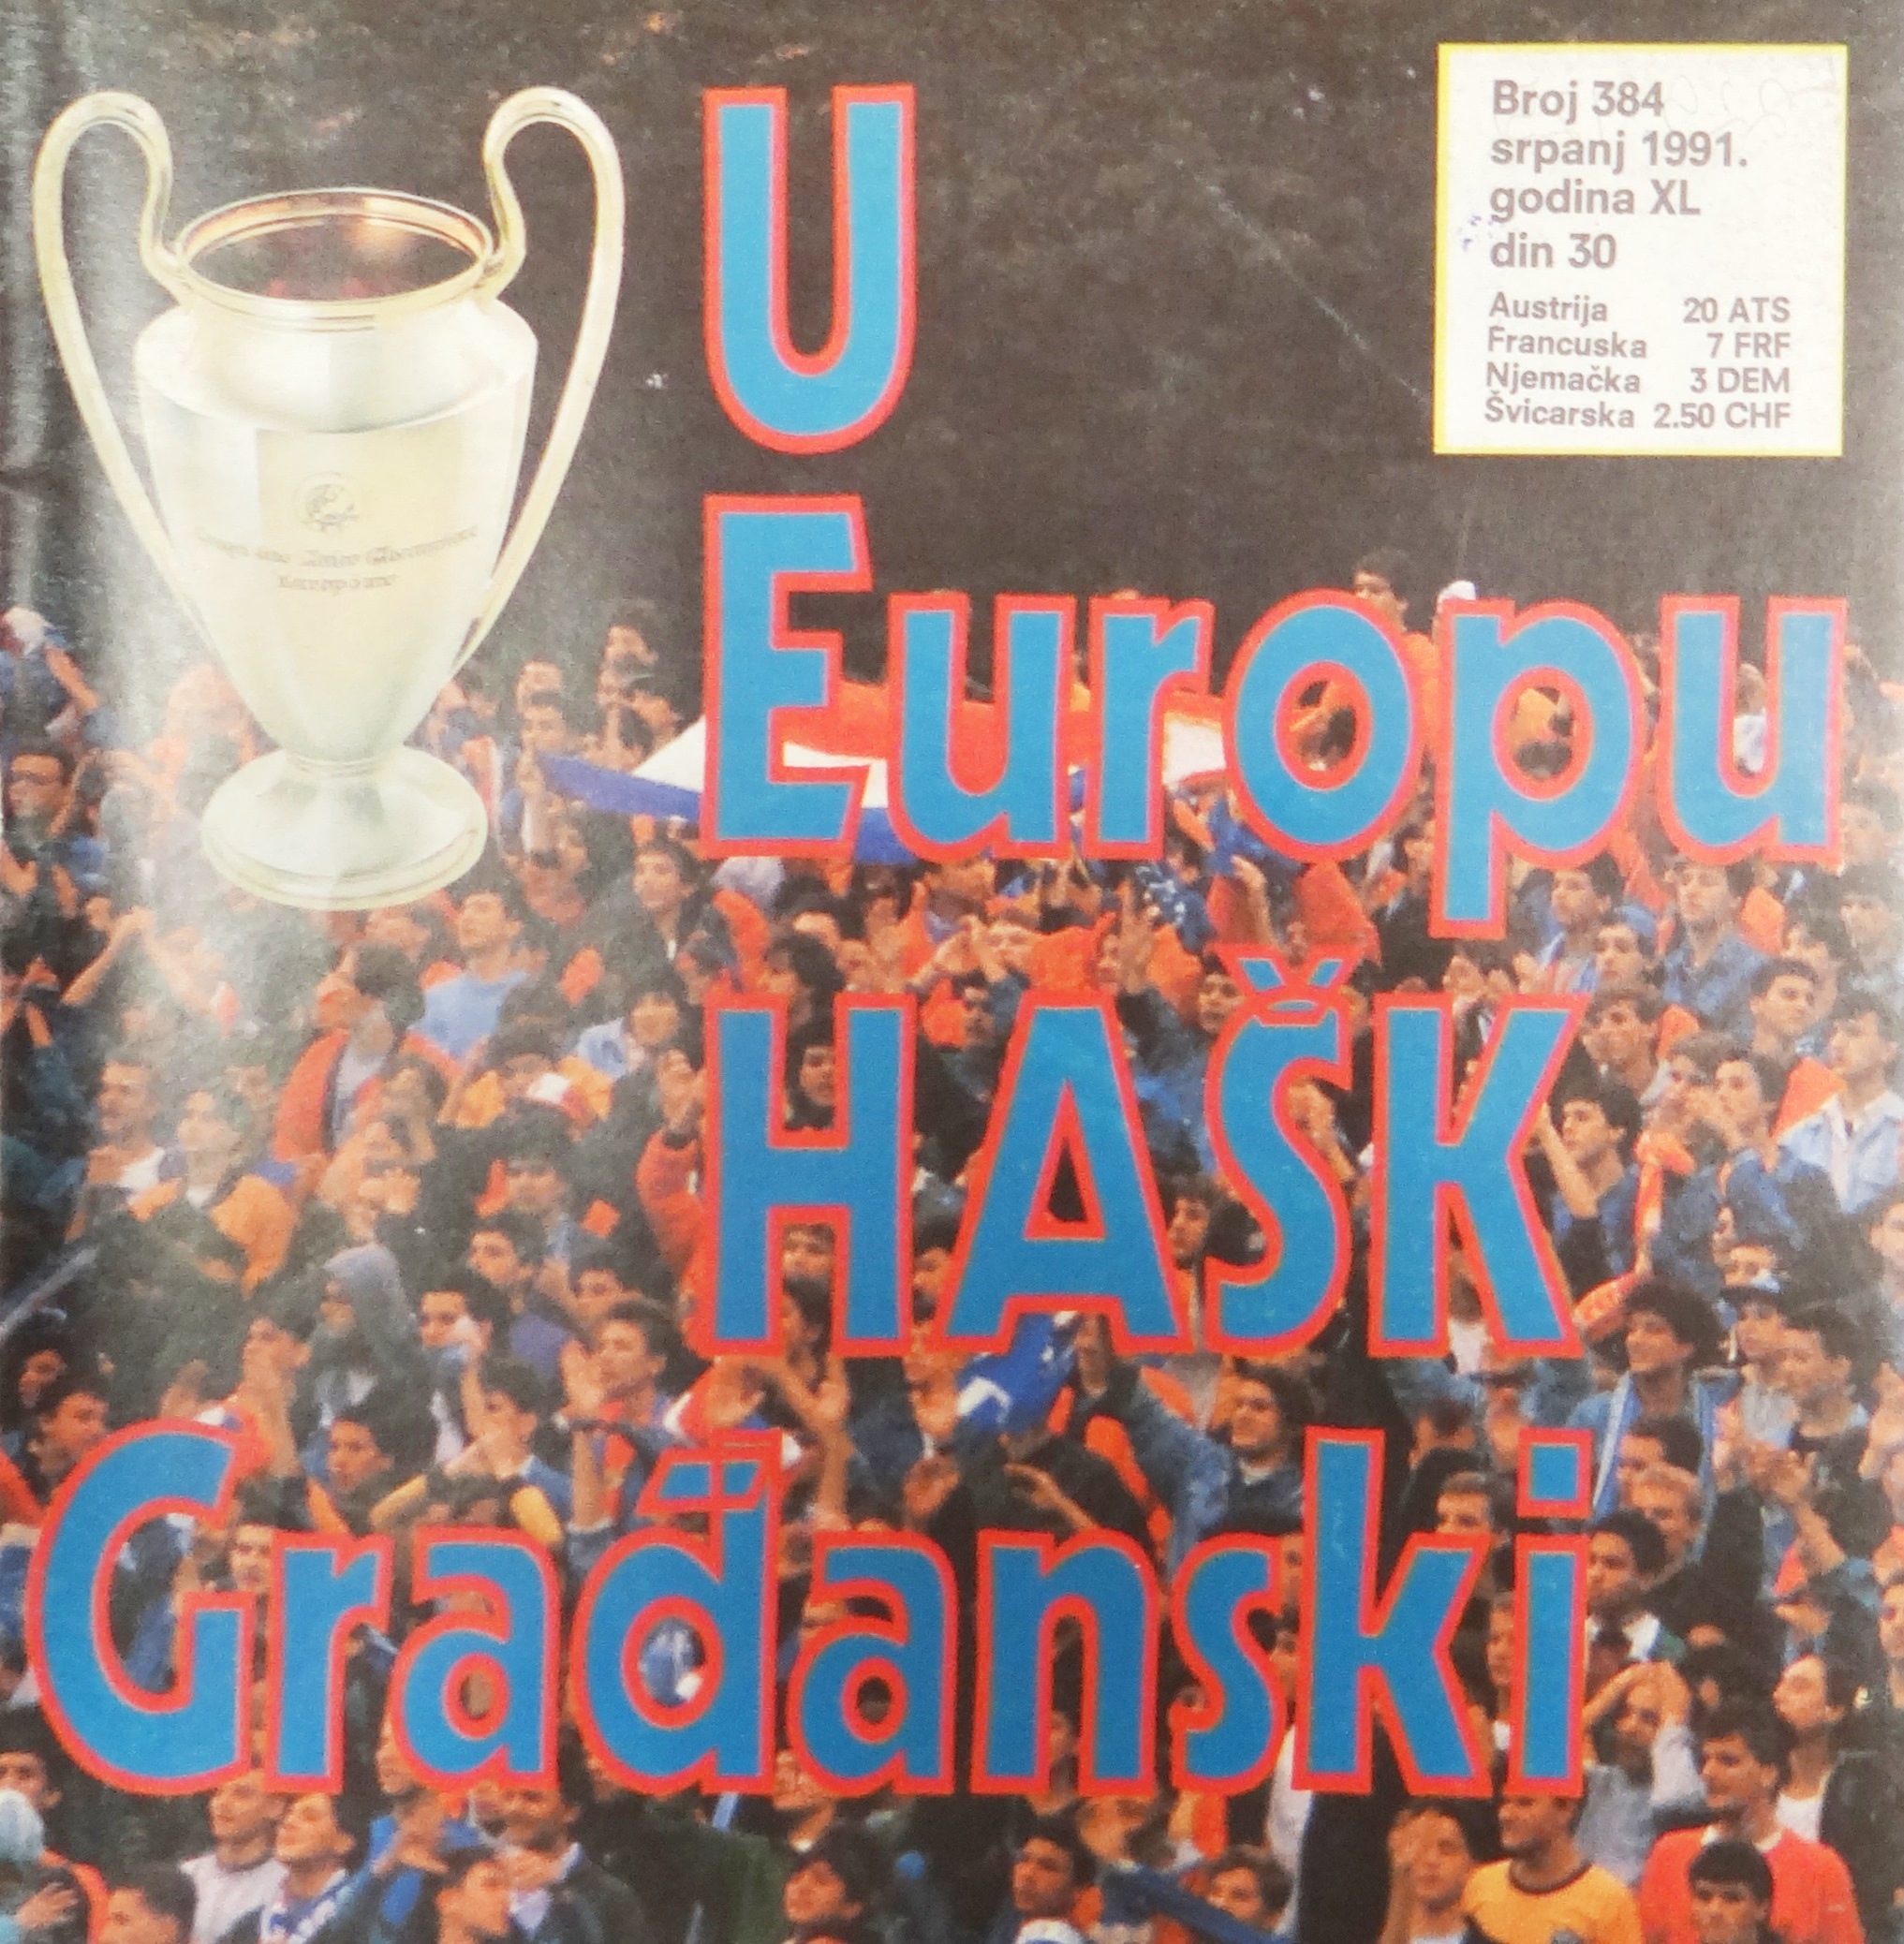 Broj 384
srpanj 1991.
godina XL
din 30
Austrija 20 ATS
Francuska 7 FRF
Njemačka 3 DEM
Švicarska 2.50 CHF
U
Europu
HAŠK
Građanski